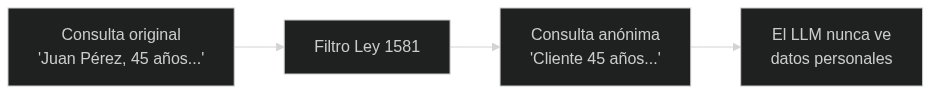 Consulta original
'Juan Pérez, 45 años...'
Filtro Ley 1581
Consulta anónima
'Cliente 45 años...'
El LLM nunca ve
datos personales